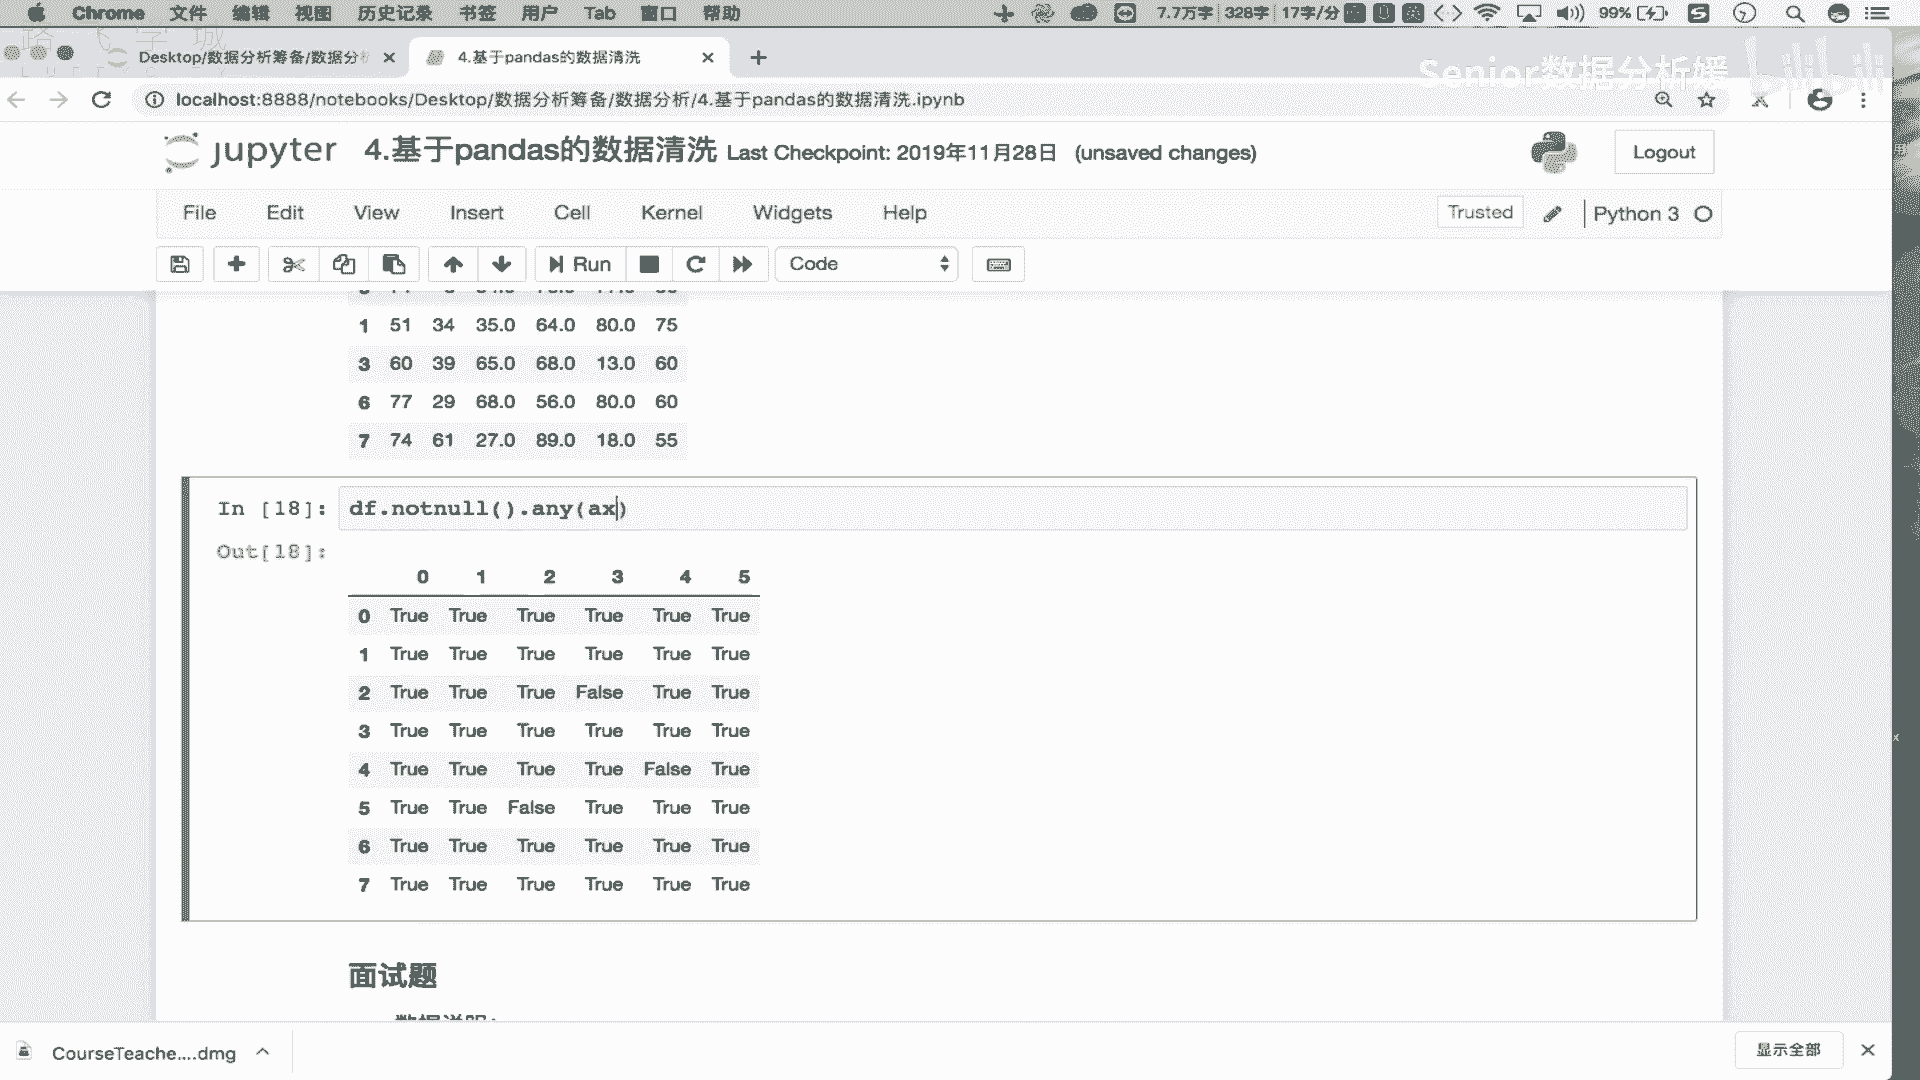 Chrome 文件 编辑 视图 历史记录 书签 用户 Tab 窗口 帮助 7.7万字 328字 17字/分 99%
Desktop/数据分析筹备/数据分析
4.基于pandas的数据清洗
Senior数据分析媛 bilibili
localhost:8888/notebooks/Desktop/数据分析筹备/数据分析/4.基于pandas的数据清洗.ipynb
jupyter 4.基于pandas的数据清洗 Last Checkpoint: 2019年11月28日 (unsaved changes) Logout
File Edit View Insert Cell Kernel Widgets Help Trusted Python 3
Run Code
1 51 34 35.0 64.0 80.0 75
3 60 39 65.0 68.0 13.0 60
6 77 29 68.0 56.0 80.0 60
7 74 61 27.0 89.0 18.0 55
In [18]: df.notnull().any(ax)
Out[18]:
0 1 2 3 4 5
0 True True True True True True
1 True True True True True True
2 True True True False True True
3 True True True True True True
4 True True True True False True
5 True True False True True True
6 True True True True True True
7 True True True True True True
面试题
CourseTeache....dmg
显示全部